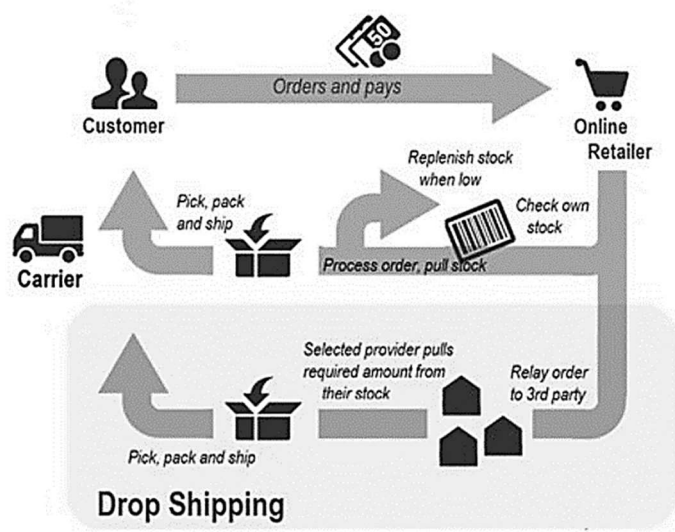 50
Orders and pays
Customer
Online
Retailer
Replenish stock
when low
Pick, pack
and ship
Check own
stock
Carrier
Process order, pull stock
Selected provider pulls
required amount from
their stock
Relay order
to 3rd party
Pick, pack and ship
Drop Shipping